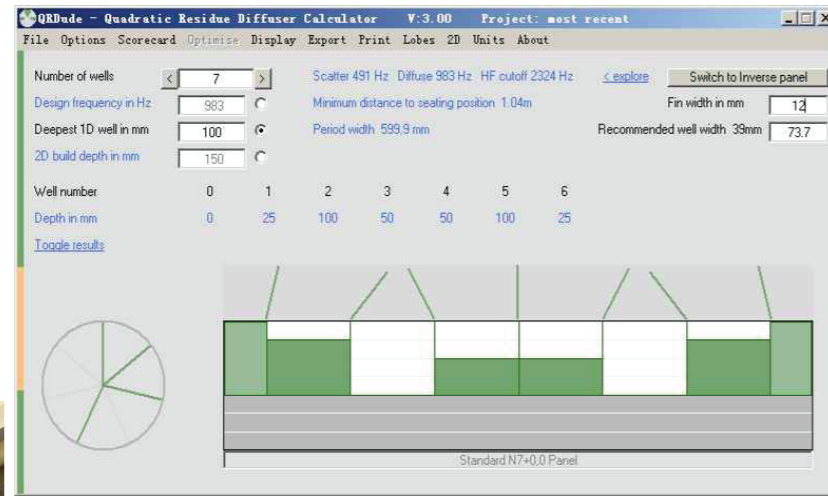 QRDude - Quadratic Residue Diffuser Calculator V:3.00 Project: most recent
File Options Scorecard Optimise Display Export Print Lobes 2D Units About
Number of wells < 7 > Scatter 491 Hz Diffuse 983 Hz HF cutoff 2324 Hz < explore Switch to Inverse panel
Design frequency in Hz 983 Minimum distance to seating position 1.04m Fin width in mm 12
Deepest 1D well in mm 100 Period width 599.9 mm Recommended well width 39mm 73.7
2D build depth in mm 150
Well number 0 1 2 3 4 5 6
Depth in mm 0 25 100 50 50 100 25
Toggle results
Standard N7+0,0 Panel